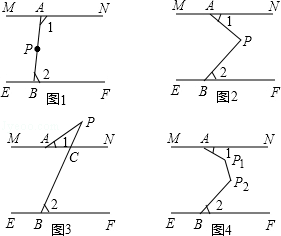 M A N
1
P
2
E B F
图1
M A N
1
P
2
E B F
图2
P
M A 1 N
C
2
E B F
图3
M A N
1 P₁
P₂
2
E B F
图4